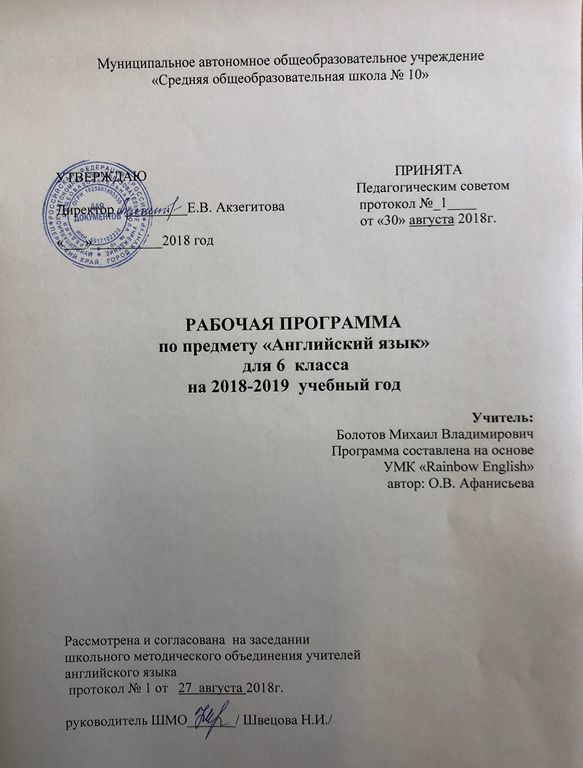 Муниципальное автономное общеобразовательное учреждение
«Средняя общеобразовательная школа № 10»
УТВЕРЖДАЮ
Директор Е.В. Акзегитова
« » 2018 год
ДЛЯ
ДОКУМЕНТОВ
ПРИНЯТА
Педагогическим советом
протокол №_1____
от «30» августа 2018г.
РАБОЧАЯ ПРОГРАММА
по предмету «Английский язык»
для 6 класса
на 2018-2019 учебный год
Учитель:
Болотов Михаил Владимирович
Программа составлена на основе
УМК «Rainbow English»
автор: О.В. Афанисьева
Рассмотрена и согласована на заседании
школьного методического объединения учителей
английского языка
протокол № 1 от 27 августа 2018г.
руководитель ШМО / Швецова Н.И./